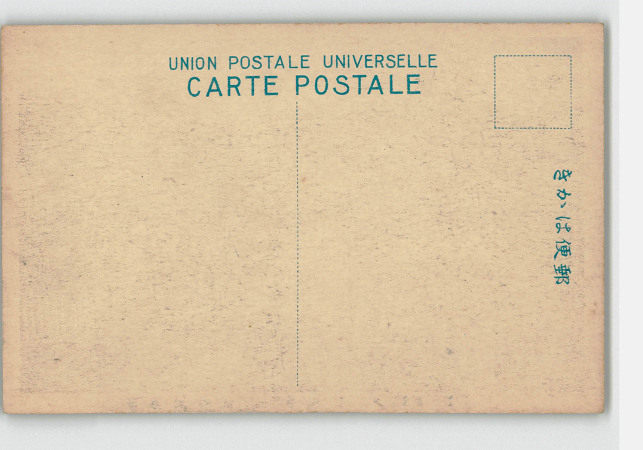 UNION POSTALE UNIVERSELLE
CARTE POSTALE
きかは便郵